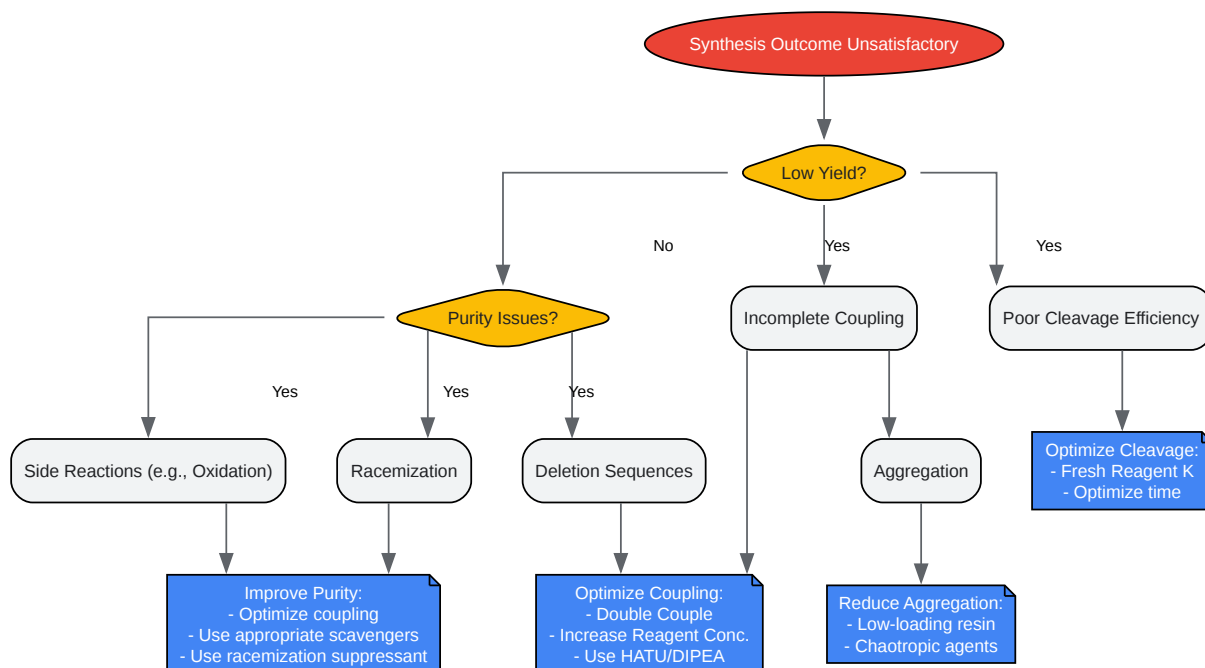 Synthesis Outcome Unsatisfactory
Low Yield?
No
Yes
Yes
Purity Issues?
Incomplete Coupling
Poor Cleavage Efficiency
Yes
Yes
Yes
Side Reactions (e.g., Oxidation)
Racemization
Deletion Sequences
Aggregation
Optimize Cleavage:
- Fresh Reagent K
- Optimize time
Improve Purity:
- Optimize coupling
- Use appropriate scavengers
- Use racemization suppressant
Optimize Coupling:
- Double Couple
- Increase Reagent Conc.
- Use HATU/DIPEA
Reduce Aggregation:
- Low-loading resin
- Chaotropic agents